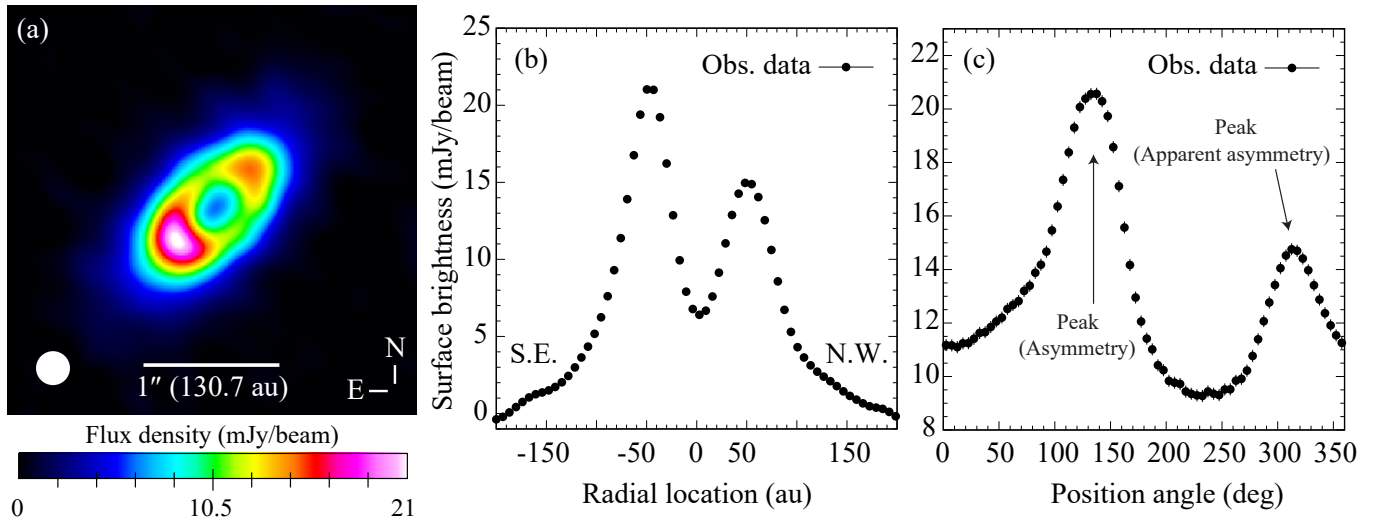 (a)
N
E
1″ (130.7 au)
Flux density (mJy/beam)
0 10.5 21
(b)
Obs. data
Surface brightness (mJy/beam)
25
20
15
10
5
0
S.E. N.W.
-150 -50 0 50 150
Radial location (au)
(c)
Obs. data
22
20
18
16
14
12
10
8
Peak
(Apparent asymmetry)
Peak
(Asymmetry)
0 50 100 150 200 250 300 350
Position angle (deg)